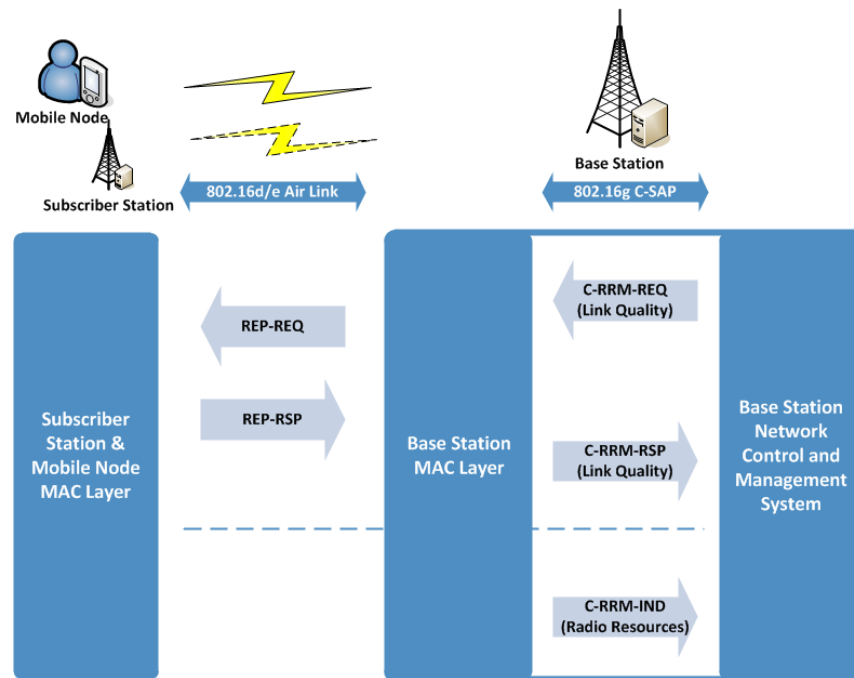 Mobile Node
Subscriber Station
802.16d/e Air Link
Base Station
802.16g C-SAP
REP-REQ
C-RRM-REQ
(Link Quality)
REP-RSP
Subscriber
Station &
Mobile Node
MAC Layer
Base Station
MAC Layer
C-RRM-RSP
(Link Quality)
Base Station
Network
Control and
Management
System
C-RRM-IND
(Radio Resources)